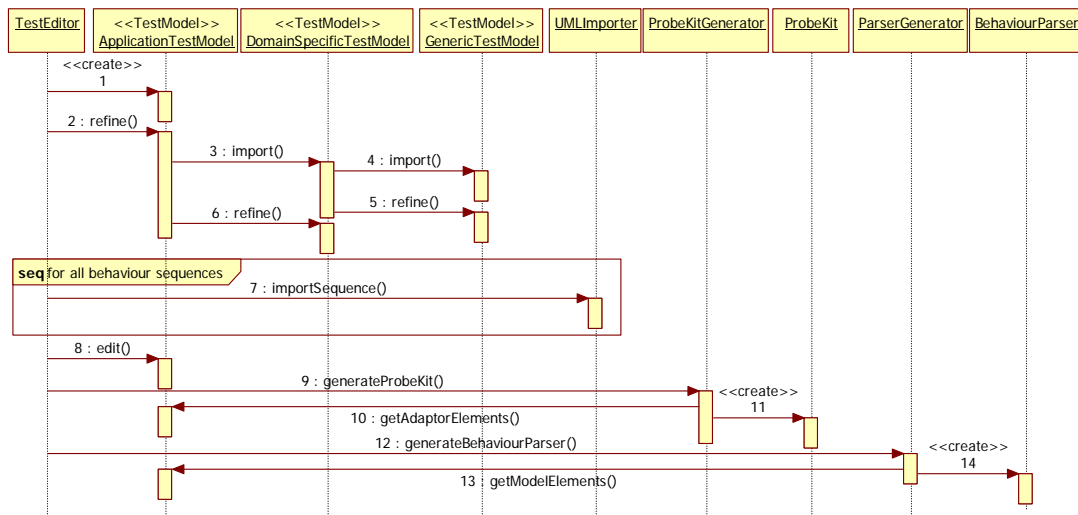 TestEditor
<<TestModel>>
ApplicationTestModel
<<TestModel>>
DomainSpecificTestModel
<<TestModel>>
GenericTestModel
UMLImporter
ProbeKitGenerator
ProbeKit
ParserGenerator
BehaviourParser
<<create>>
1
2 : refine()
3 : import()
4 : import()
5 : refine()
6 : refine()
seq for all behaviour sequences
7 : importSequence()
8 : edit()
9 : generateProbeKit()
<<create>>
11
10 : getAdaptorElements()
12 : generateBehaviourParser()
<<create>>
14
13 : getModelElements()